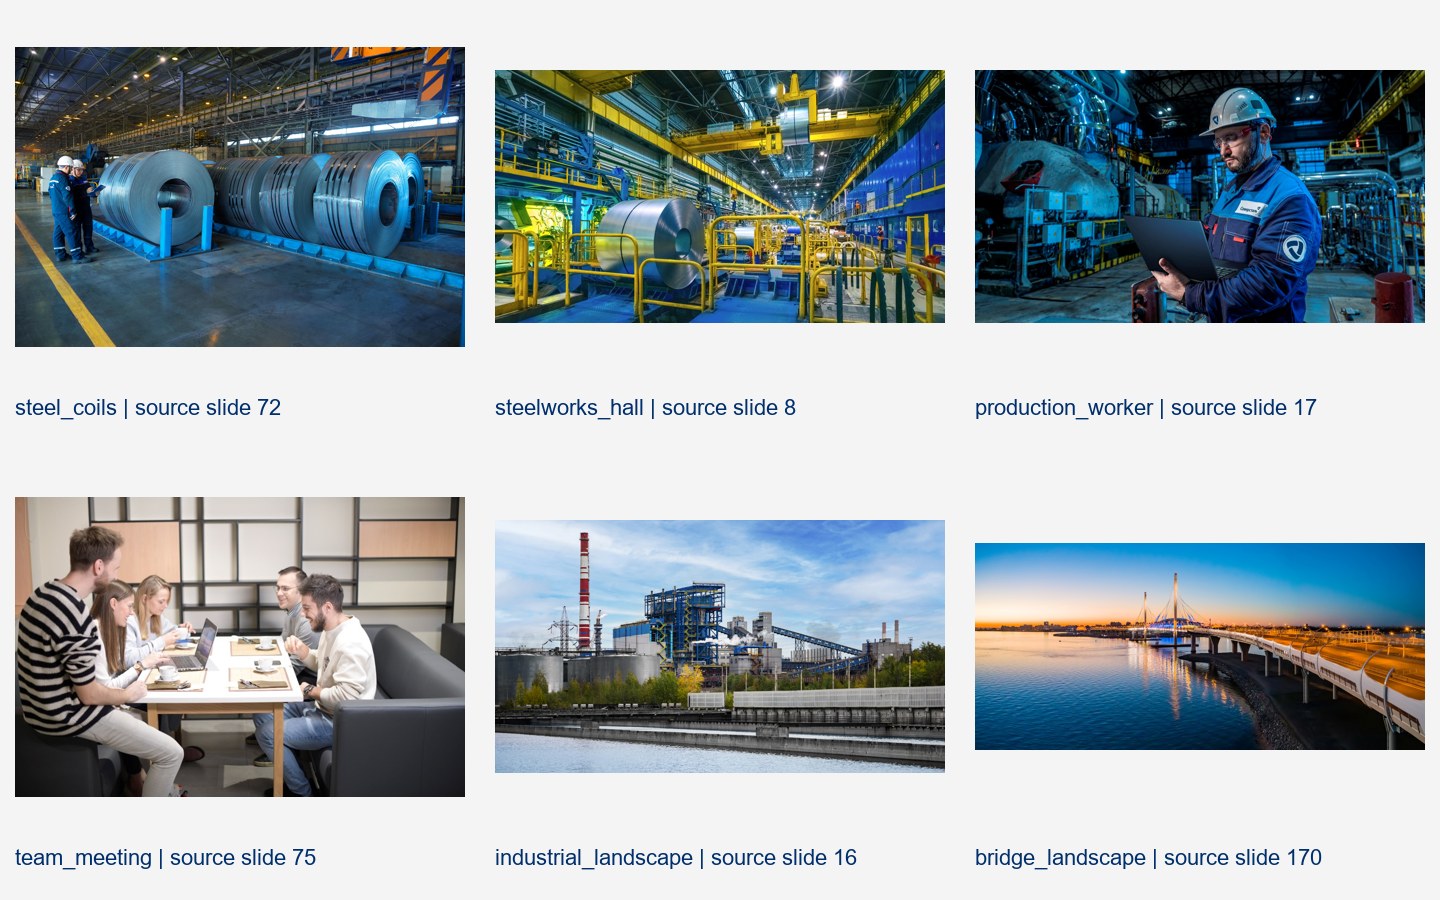 steel_coils | source slide 72
steelworks_hall | source slide 8
production_worker | source slide 17
team_meeting | source slide 75
industrial_landscape | source slide 16
bridge_landscape | source slide 170